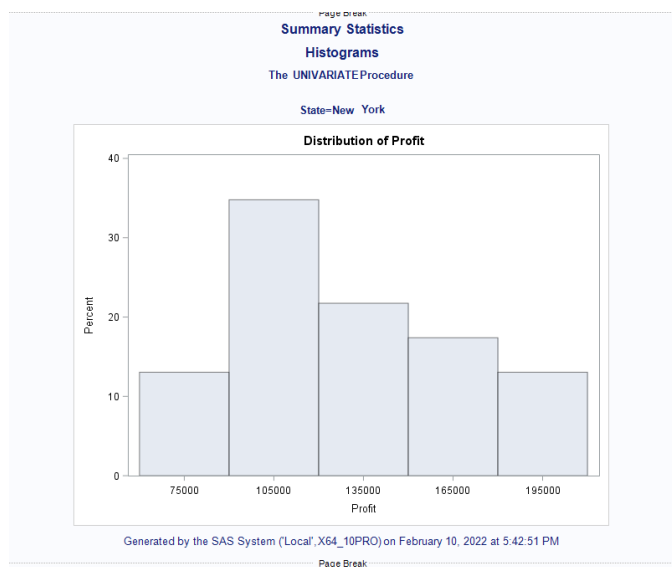 Page Break
Summary Statistics
Histograms
The UNIVARIATE Procedure
State=New York
Distribution of Profit
40
30
20
10
0
Percent
75000 105000 135000 165000 195000
Profit
Generated by the SAS System ('Local', X64_10PRO) on February 10, 2022 at 5:42:51 PM
Page Break